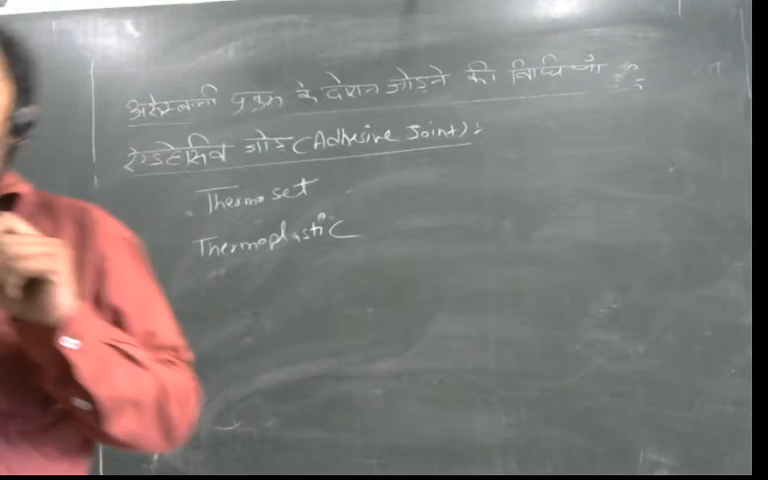 असेम्बली प्रक्रम के दौरान जोड़ने की विधियाँ :-
एडहेसिव जोड़ (Adhesive Joint):
Thermoset
Thermoplastic